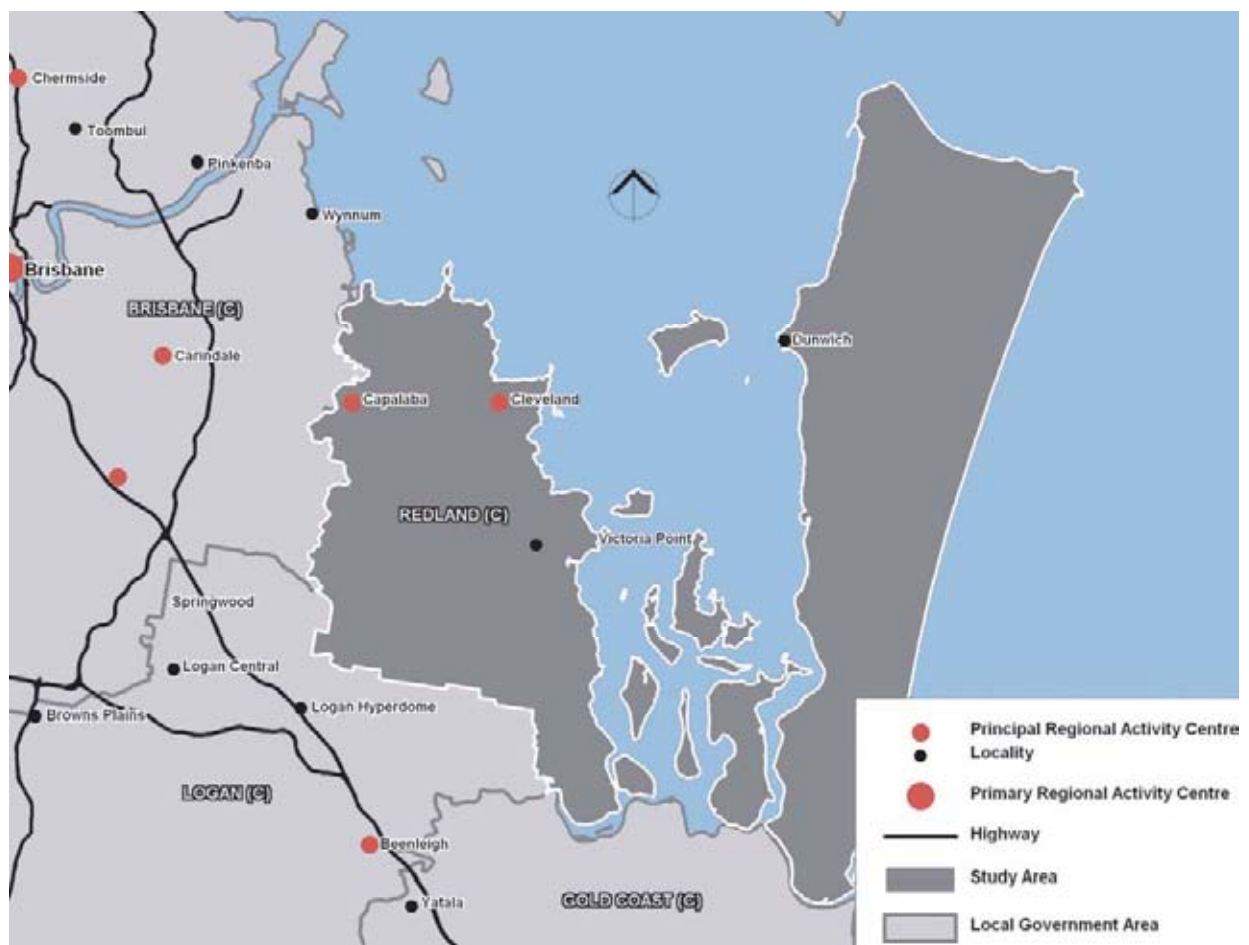 Chermside
Toombul
Pinkenba
Wynnum
Brisbane
BRISBANE (C)
Carindale
Dunwich
Capalaba
Cleveland
REDLAND (C)
Victoria Point
Springwood
Logan Central
Logan Hyperdome
Browns Plains
LOGAN (C)
Beenleigh
Yatala
GOLD COAST (C)
Principal Regional Activity Centre
Locality
Primary Regional Activity Centre
Highway
Study Area
Local Government Area